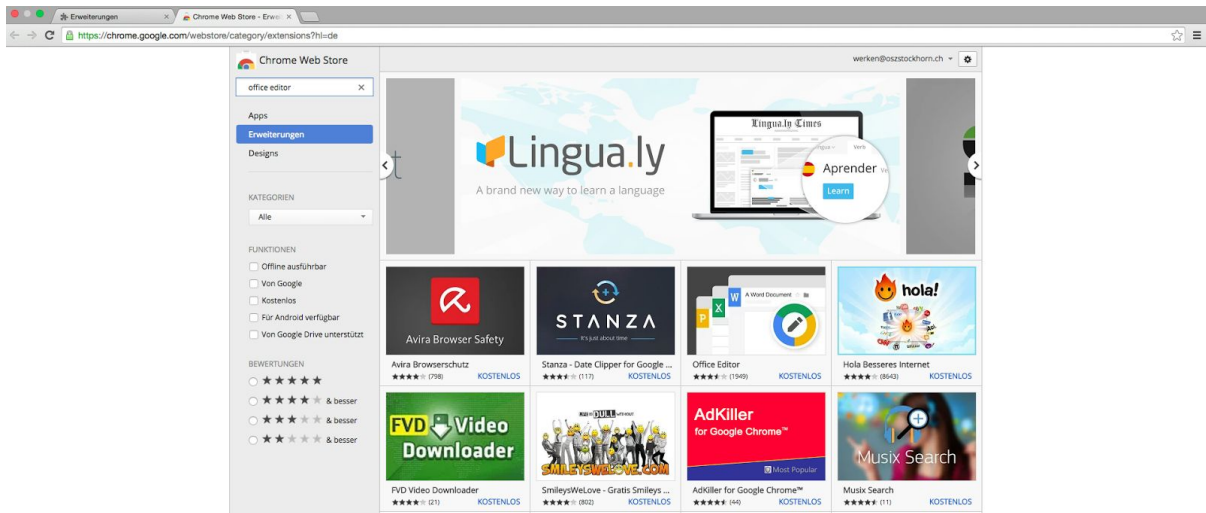 Erweiterungen
Chrome Web Store - Erwei
https://chrome.google.com/webstore/category/extensions?hl=de
Chrome Web Store
werken@oszstockhorn.ch
office editor
Apps
Erweiterungen
Designs
KATEGORIEN
Alle
FUNKTIONEN
Offline ausführbar
Von Google
Kostenlos
Für Android verfügbar
Von Google Drive unterstützt
BEWERTUNGEN
& besser
& besser
& besser
t
Lingua.ly
A brand new way to learn a language
Lingua.ly Times
Verb
Aprender
Learn
Avira Browser Safety
Avira Browserschutz
(798) KOSTENLOS
STANZA
It's just about time
Stanza - Date Clipper for Google ...
(117) KOSTENLOS
A Word Document
W
X
P
Office Editor
(1949) KOSTENLOS
hola!
Hola Besseres Internet
(8643) KOSTENLOS
FVD Video
Downloader
FVD Video Downloader
(21) KOSTENLOS
DULL
SMILEYSWELOVE.COM
SmileysWeLove - Gratis Smileys ...
(802) KOSTENLOS
AdKiller
for Google Chrome™
Most Popular
AdKiller for Google Chrome™
(44) KOSTENLOS
Musix Search
Musix Search
(11) KOSTENLOS